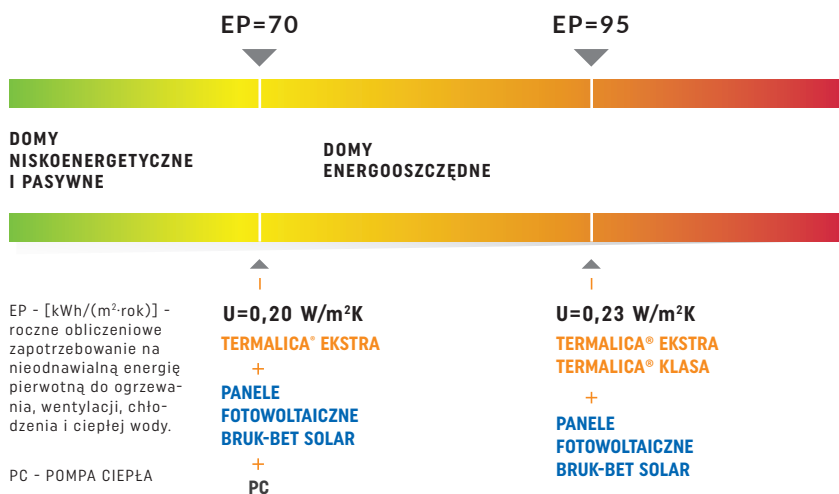 EP=70
EP=95
DOMY
NISKOENERGETYCZNE
I PASYWNE
DOMY
ENERGOOSZCZĘDNE
EP - [kWh/(m²·rok)] -
roczne obliczeniowe
zapotrzebowanie na
nieodnawialną energię
pierwotną do ogrzewa-
nia, wentylacji, chło-
dzenia i ciepłej wody.
PC - POMPA CIEPŁA
U=0,20 W/m²K
TERMALICA® EKSTRA
+
PANELE
FOTOWOLTAICZNE
BRUK-BET SOLAR
+
PC
U=0,23 W/m²K
TERMALICA® EKSTRA
TERMALICA® KLASA
+
PANELE
FOTOWOLTAICZNE
BRUK-BET SOLAR